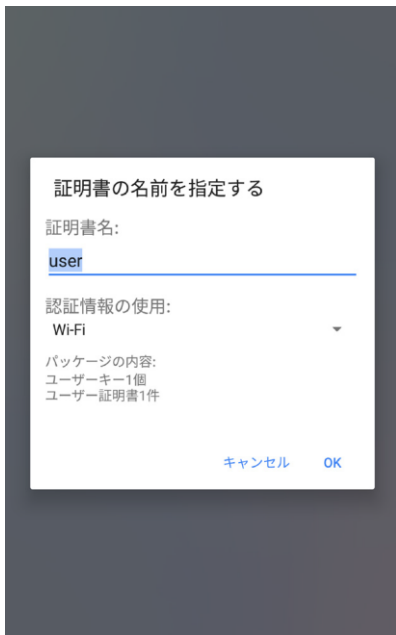 証明書の名前を指定する
証明書名:
user
認証情報の使用:
Wi-Fi
パッケージの内容:
ユーザーキー1個
ユーザー証明書1件
キャンセル OK